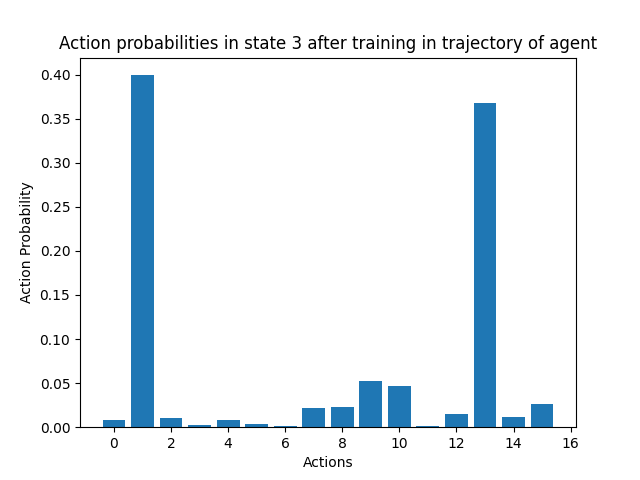 Action probabilities in state 3 after training in trajectory of agent
0.40
0.35
0.30
0.25
0.20
0.15
0.10
0.05
0.00
Action Probability
0 2 4 6 8 10 12 14 16
Actions